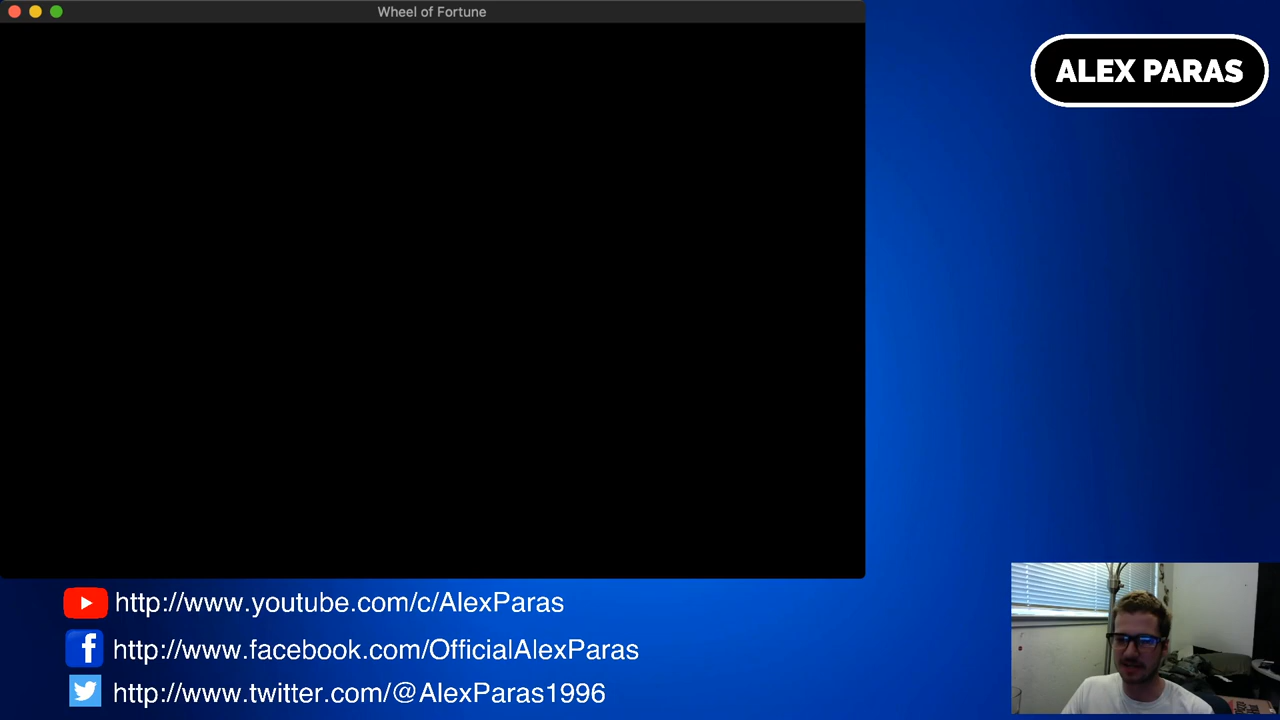 Wheel of Fortune
ALEX PARAS
http://www.youtube.com/c/AlexParas
http://www.facebook.com/OfficialAlexParas
http://www.twitter.com/@AlexParas1996